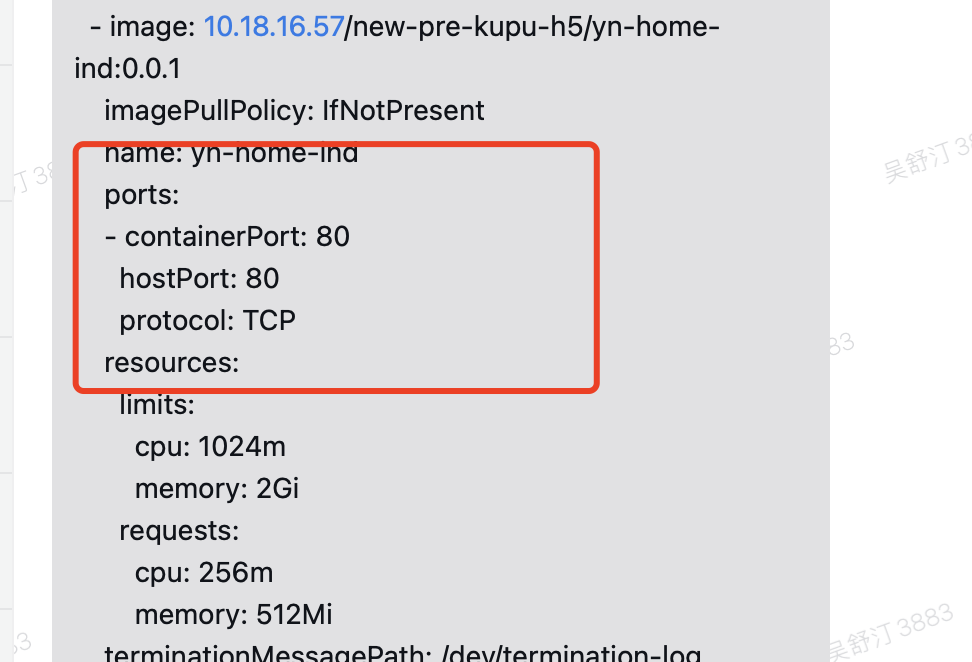 - image: 10.18.16.57/new-pre-kupu-h5/yn-home-
ind:0.0.1
imagePullPolicy: IfNotPresent
name: yn-home-ind
ports:
- containerPort: 80
hostPort: 80
protocol: TCP
resources:
limits:
cpu: 1024m
memory: 2Gi
requests:
cpu: 256m
memory: 512Mi
terminationMessagePath: /dev/termination-log
吴舒汀 3883
汀 38
83
83
吴舒汀 3883